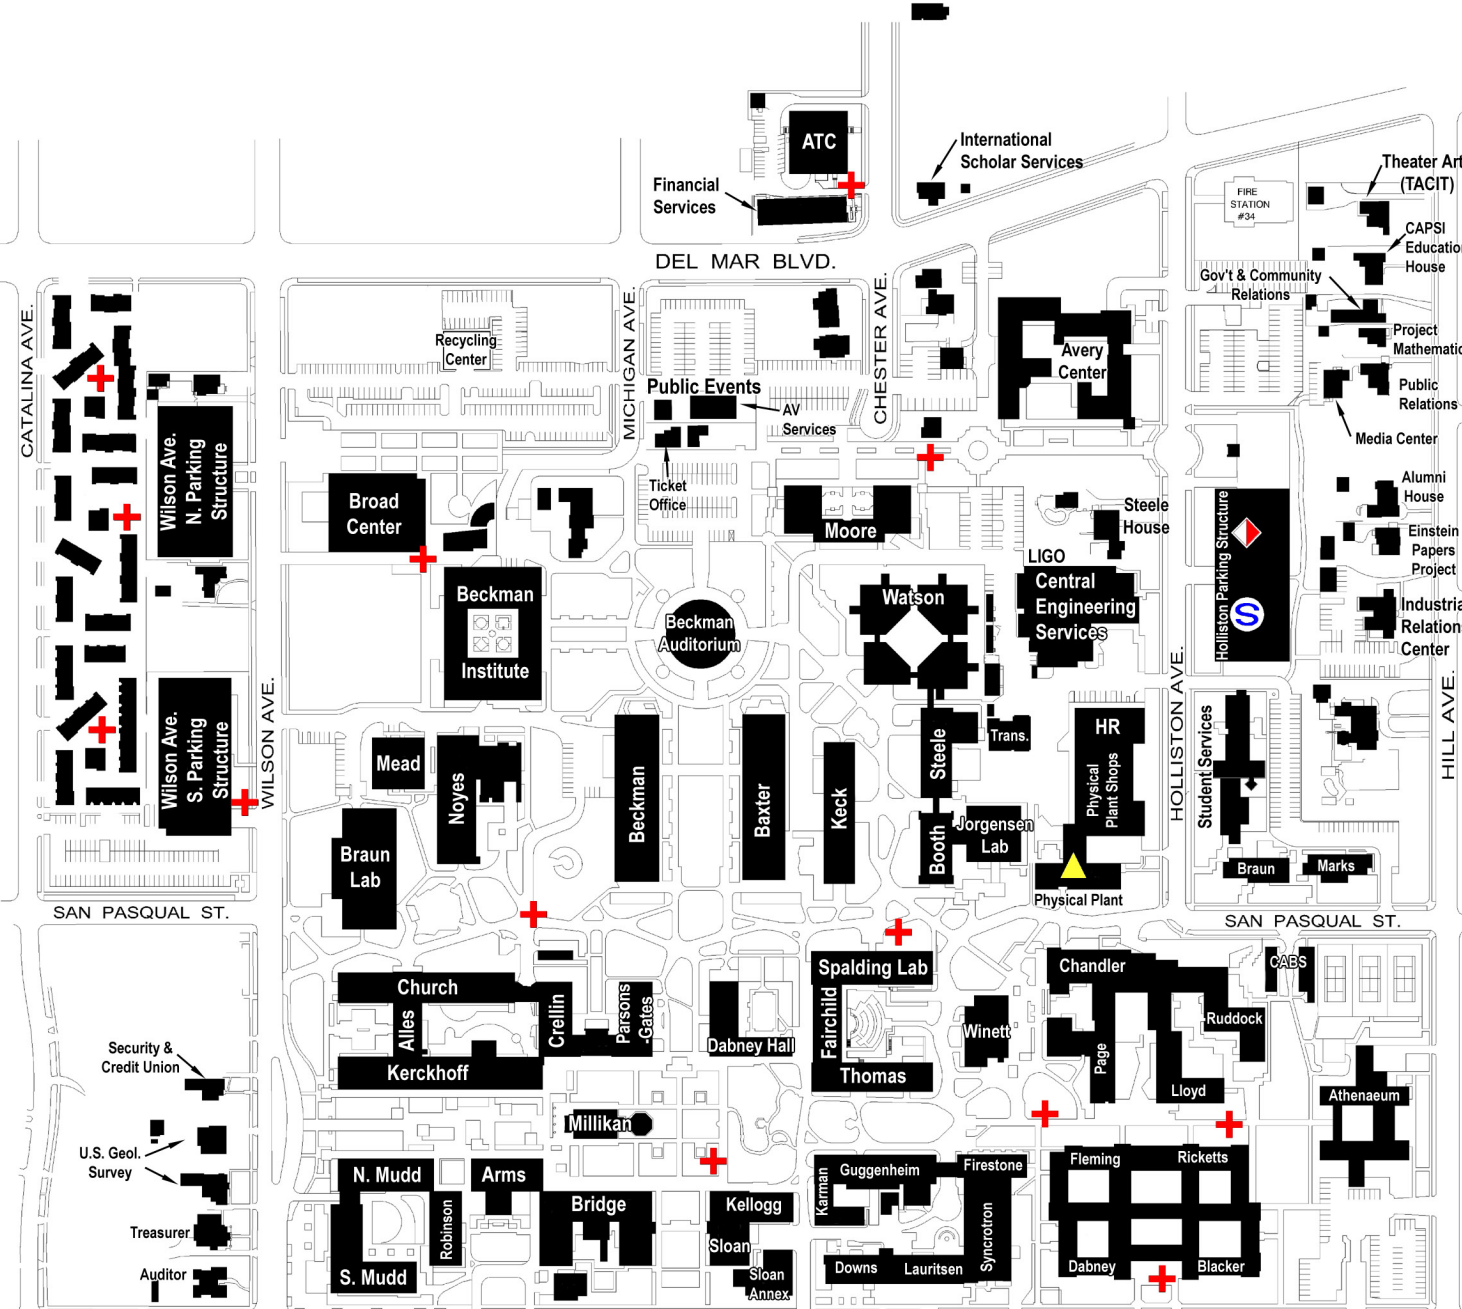 ATC
International
Scholar Services
Financial
Services
FIRE
STATION
#34
Theater Art
(TACIT)
CAPSI
Education
House
Gov't & Community
Relations
DEL MAR BLVD.
CATALINA AVE.
MICHIGAN AVE.
CHESTER AVE.
Recycling
Center
Avery
Center
Project
Mathematic
Public
Relations
Media Center
Public Events
AV
Services
Ticket
Office
Wilson Ave.
N. Parking
Structure
Broad
Center
Moore
Steele
House
Alumni
House
Einstein
Papers
Project
Holliston Parking Structure
S
LIGO
Central
Engineering
Services
Watson
Beckman
Institute
Beckman
Auditorium
Industria
Relation
Center
WILSON AVE.
HOLLISTON AVE.
HILL AVE.
Wilson Ave.
S. Parking
Structure
Mead
Noyes
Beckman
Baxter
Keck
Steele
Trans.
HR
Physical
Plant Shops
Student Services
Braun
Lab
Booth
Jorgensen
Lab
Physical Plant
Braun
Marks
SAN PASQUAL ST.
SAN PASQUAL ST.
Church
Alles
Crellin
Parsons
-Gates
Kerckhoff
Dabney Hall
Spalding Lab
Fairchild
Thomas
Winett
Chandler
Page
Lloyd
Ruddock
CABS
Athenaeum
Security &
Credit Union
U.S. Geol.
Survey
Treasurer
Auditor
Millikan
N. Mudd
Arms
Robinson
S. Mudd
Bridge
Kellogg
Sloan
Sloan
Annex
Karman
Guggenheim
Firestone
Syncrotron
Downs
Lauritsen
Fleming
Ricketts
Dabney
Blacker